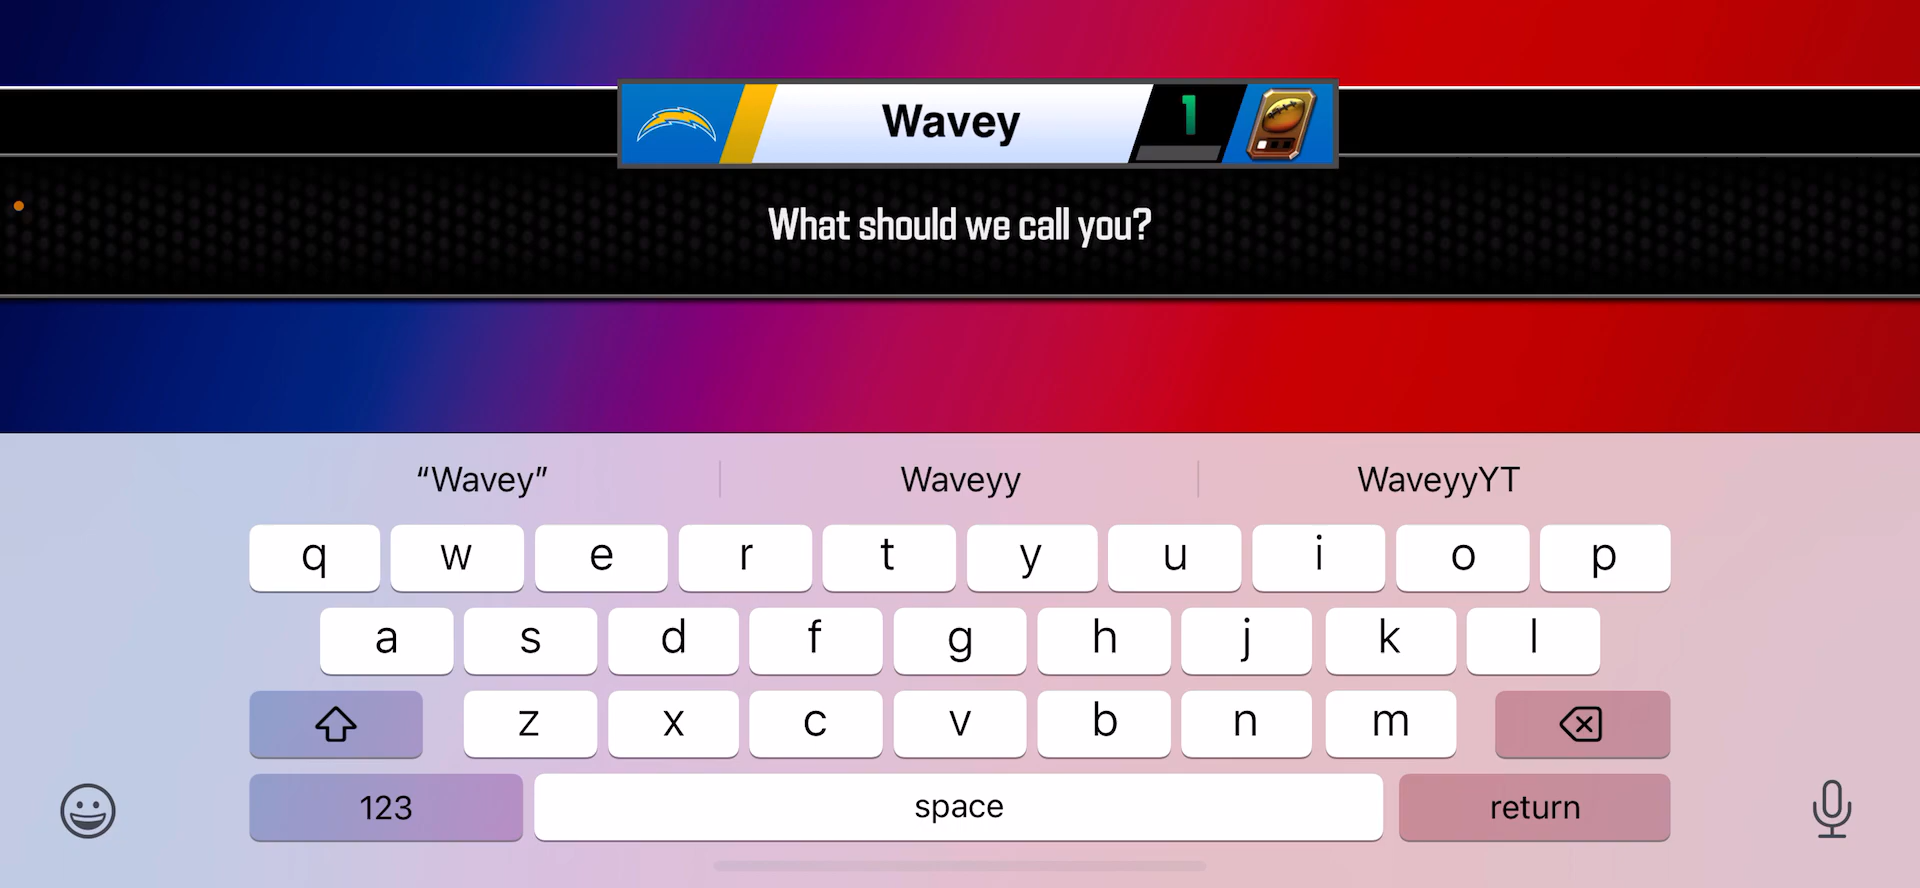 Wavey 1
What should we call you?
“Wavey” Waveyy WaveyyYT
q w e r t y u i o p
a s d f g h j k l
z x c v b n m
123 space return